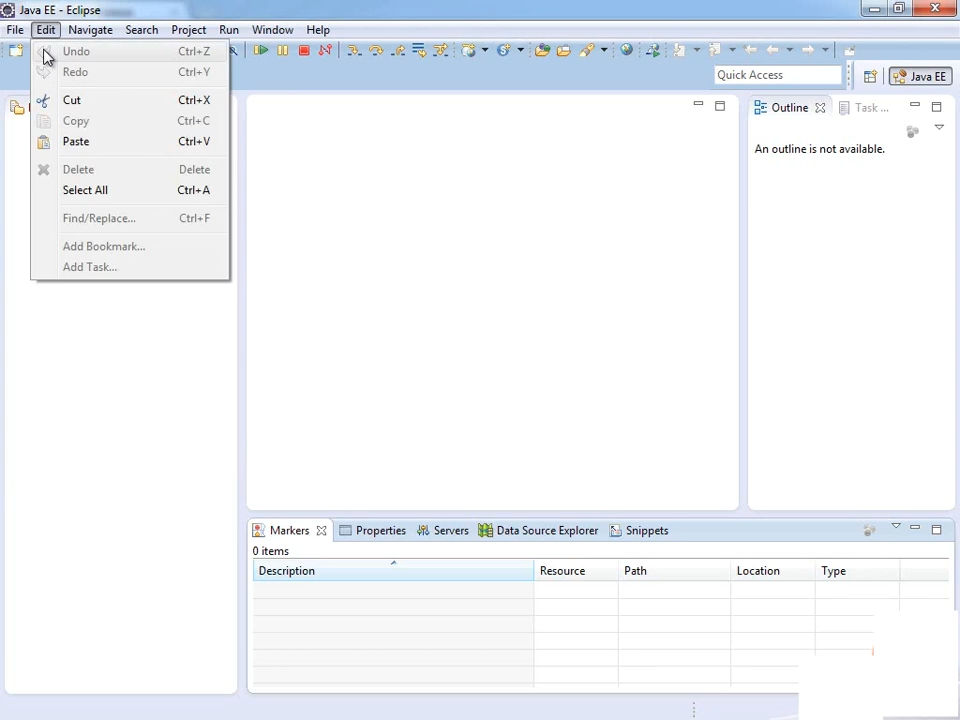 Java EE - Eclipse
File Edit Navigate Search Project Run Window Help
Undo Ctrl+Z
Redo Ctrl+Y
Cut Ctrl+X
Copy Ctrl+C
Paste Ctrl+V
Delete Delete
Select All Ctrl+A
Find/Replace... Ctrl+F
Add Bookmark...
Add Task...
Quick Access
Java EE
Outline Task ...
An outline is not available.
Markers Properties Servers Data Source Explorer Snippets
0 items
Description Resource Path Location Type